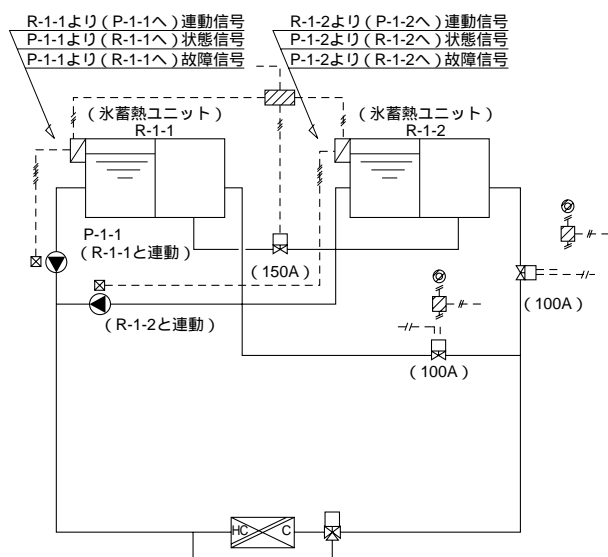 R-1-1より(P-1-1へ)連動信号
P-1-1より(R-1-1へ)状態信号
P-1-1より(R-1-1へ)故障信号
R-1-2より(P-1-2へ)連動信号
P-1-2より(R-1-2へ)状態信号
P-1-2より(R-1-2へ)故障信号
(氷蓄熱ユニット)
R-1-1
(氷蓄熱ユニット)
R-1-2
P-1-1
(R-1-1と連動)
(150A)
(R-1-2と連動)
(100A)
(100A)
HC
C